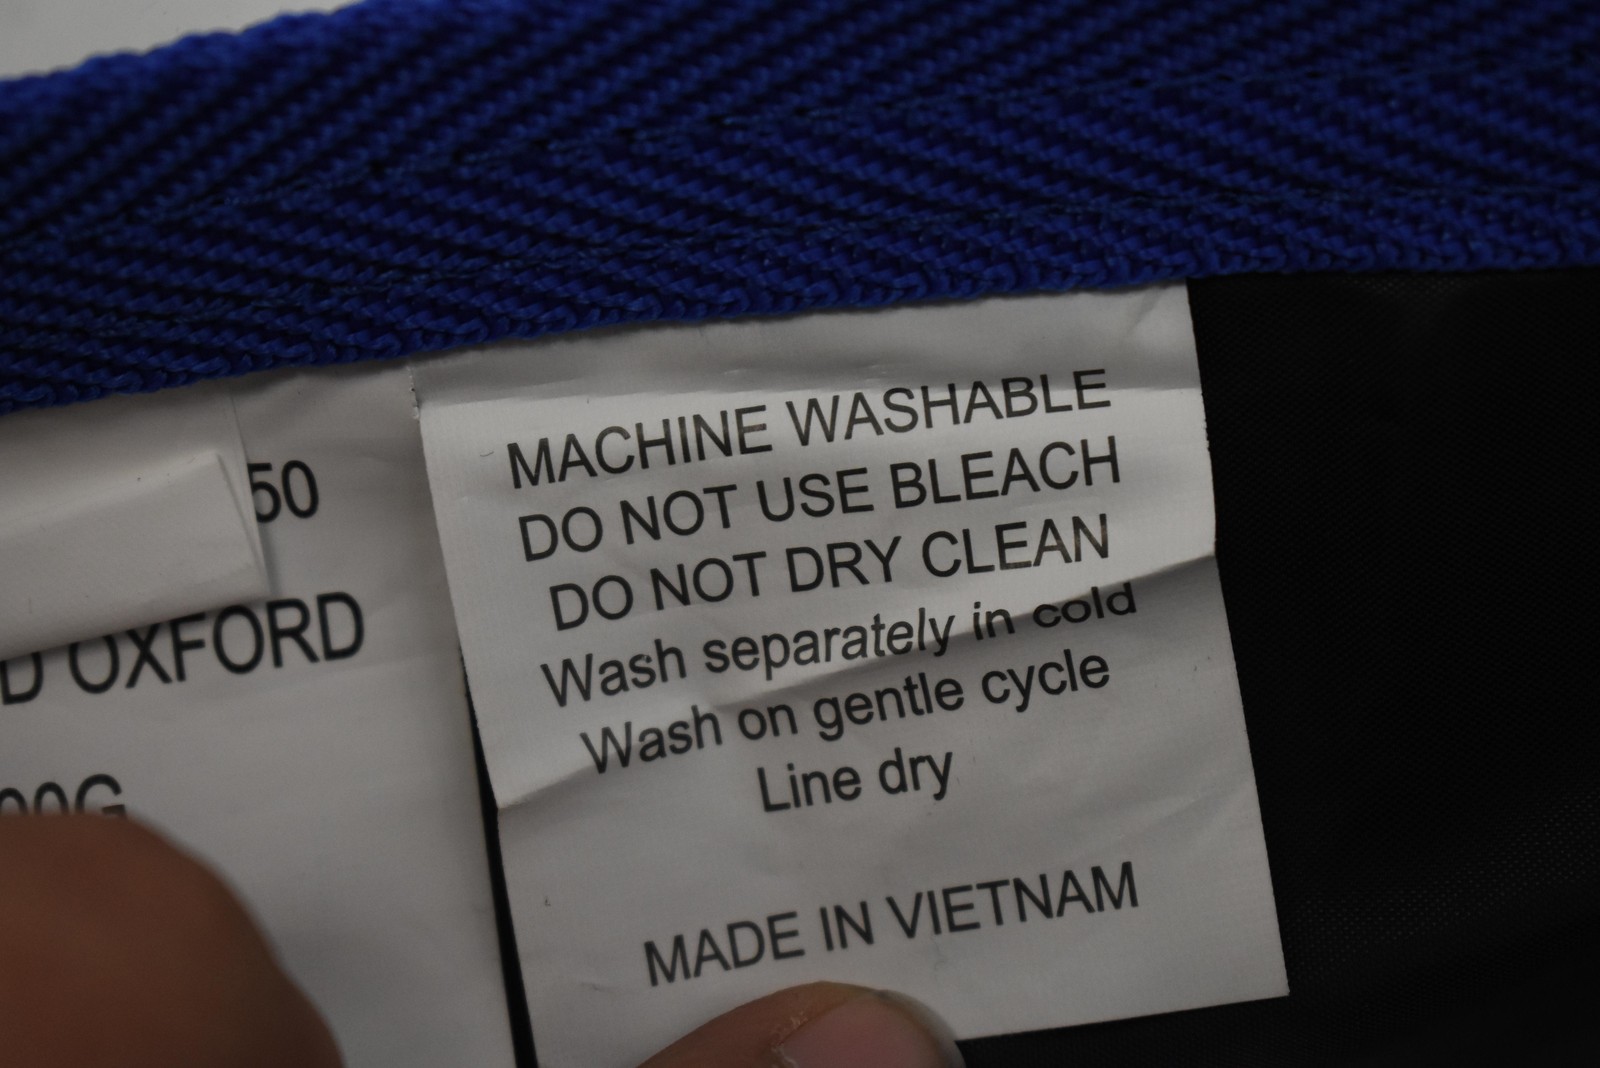 50
OXFORD
MACHINE WASHABLE
DO NOT USE BLEACH
DO NOT DRY CLEAN
Wash separately in cold
Wash on gentle cycle
Line dry
MADE IN VIETNAM